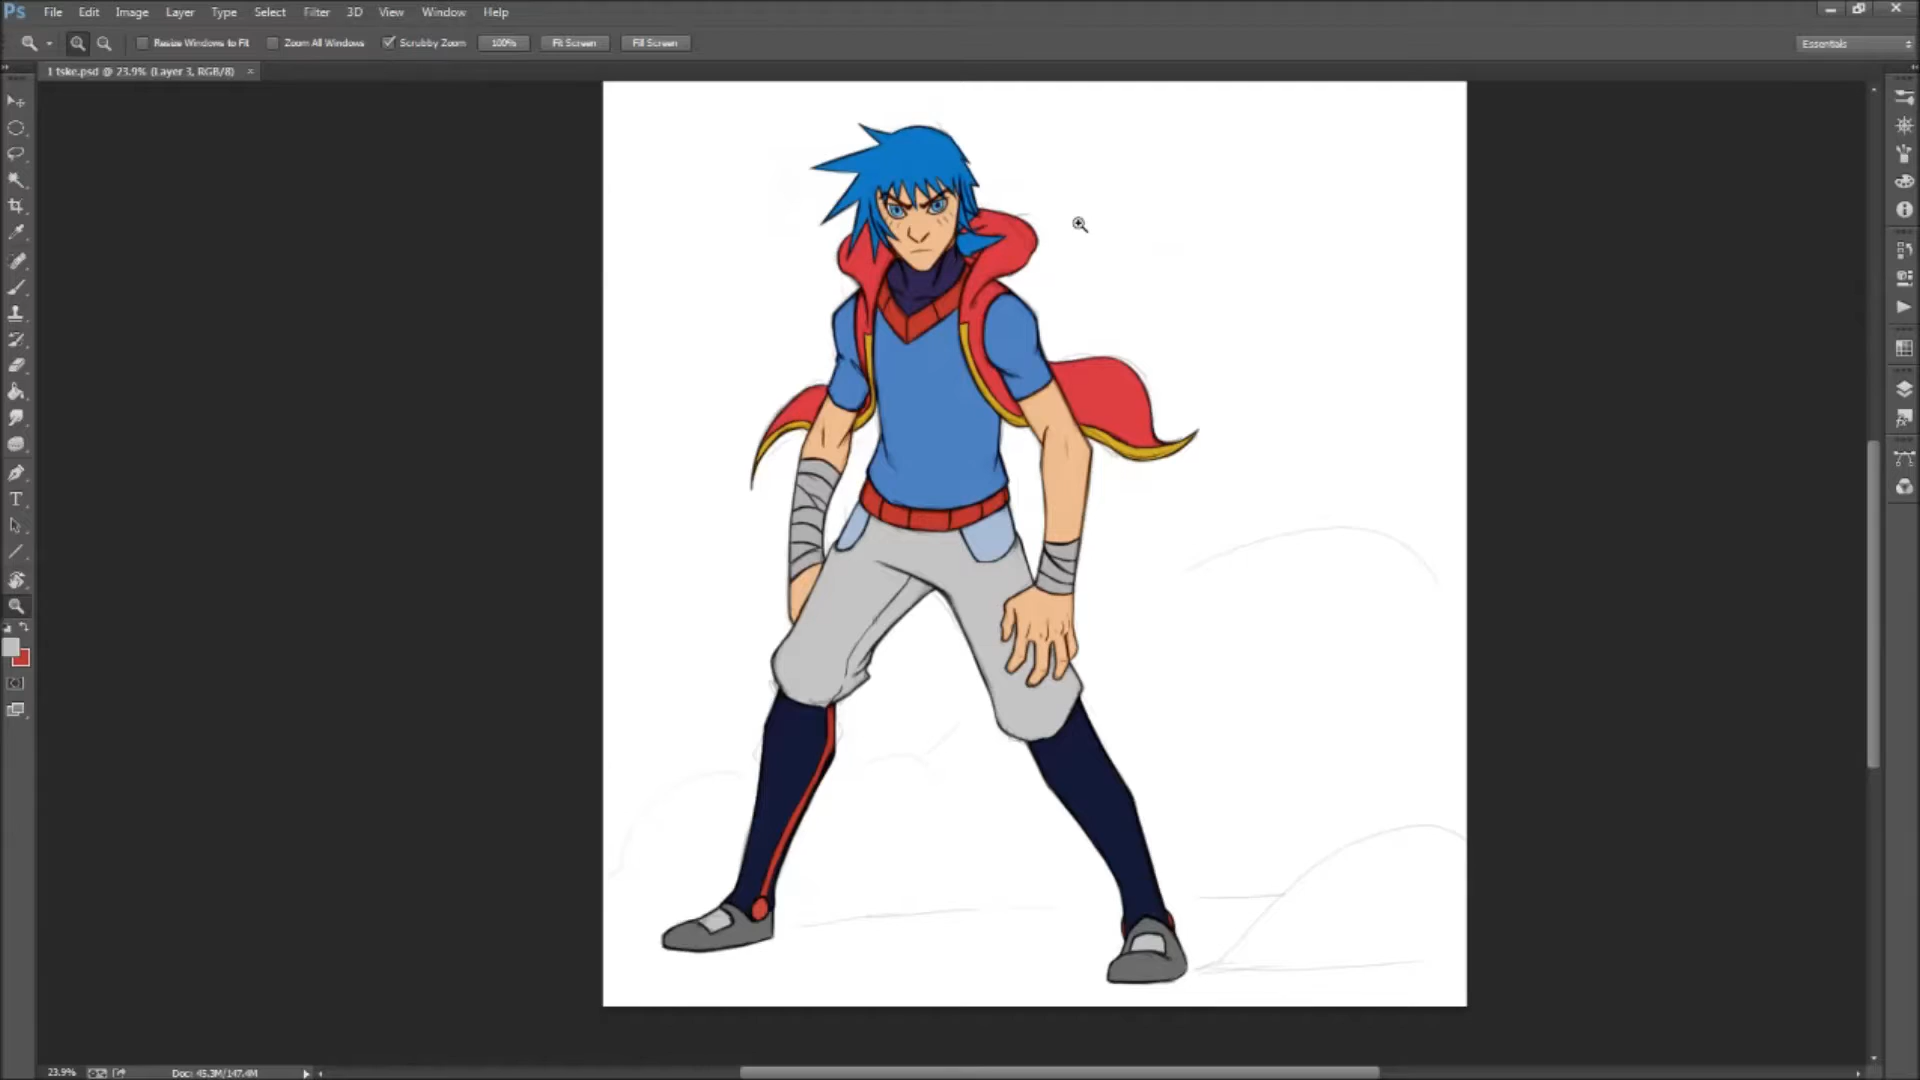 Ps File Edit Image Layer Type Select Filter 3D View Window Help
Resize Windows to Fit Zoom All Windows Scrubby Zoom 100% Fit Screen Fill Screen Essentials
1 tske.psd @ 23.9% (Layer 3, RGB/8) ×
T
23.9% Doc: 45.3M/147.4M